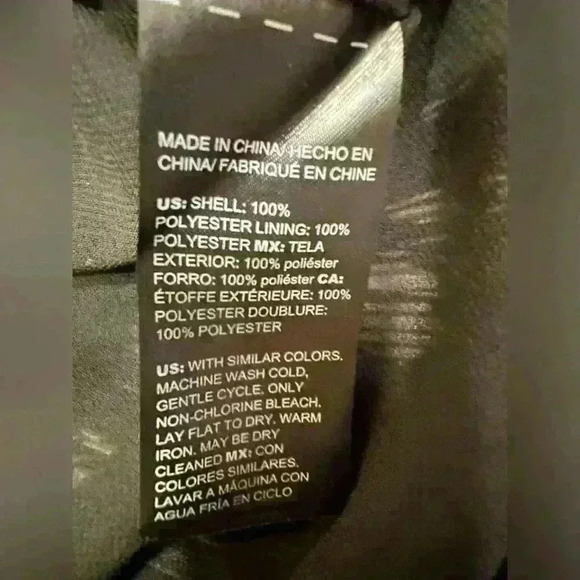 MADE IN CHINA/ HECHO EN
CHINA/ FABRIQUÉ EN CHINE
US: SHELL: 100%
POLYESTER LINING: 100%
POLYESTER MX: TELA
EXTERIOR: 100% poliéster
FORRO: 100% poliéster CA:
ÉTOFFE EXTÉRIEURE: 100%
POLYESTER DOUBLURE:
100% POLYESTER
US: WITH SIMILAR COLORS.
MACHINE WASH COLD,
GENTLE CYCLE. ONLY
NON-CHLORINE BLEACH.
LAY FLAT TO DRY. WARM
IRON. MAY BE DRY
CLEANED MX: CON
COLORES SIMILARES.
LAVAR A MÁQUINA CON
AGUA FRÍA EN CICLO